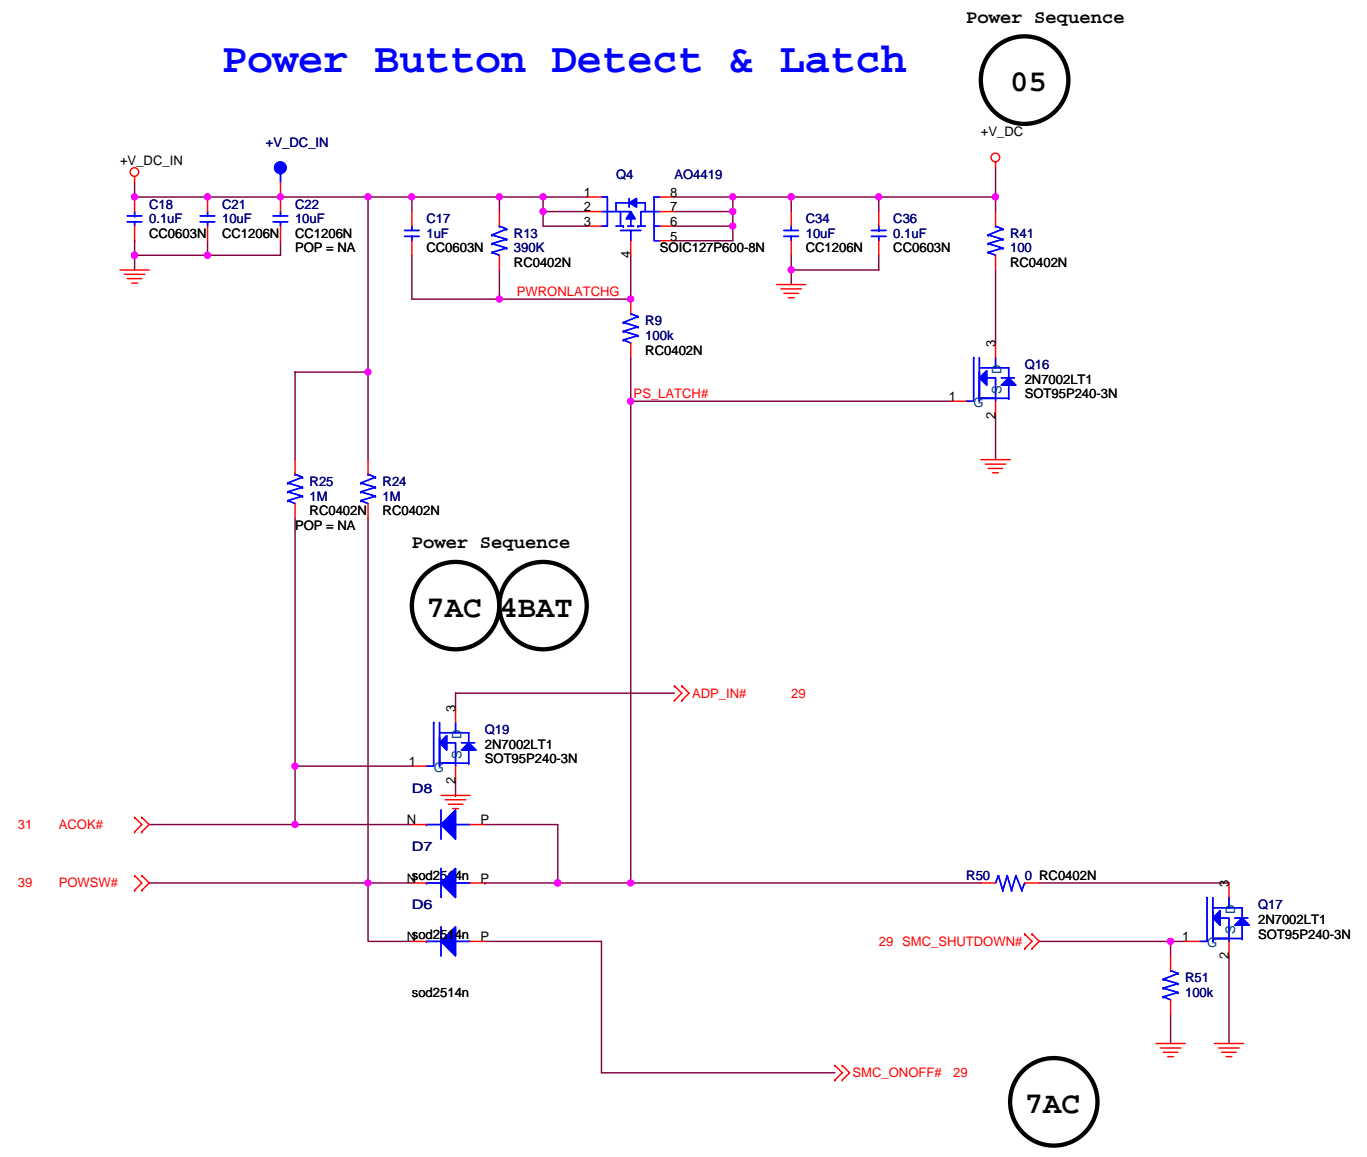 Power Sequence
Power Button Detect & Latch
05
+V_DC
+V_DC_IN
+V_DC_IN
C18
0.1uF
CC0603N
C21
10uF
CC1206N
C22
10uF
CC1206N
POP = NA
C17
1uF
CC0603N
R13
390K
RC0402N
Q4
AO4419
1
2
3
4
8
7
6
5
SOIC127P600-8N
C34
10uF
CC1206N
C36
0.1uF
CC0603N
R41
100
RC0402N
PWRONLATCHG
R9
100k
RC0402N
PS_LATCH#
3
1
2
G
D
S
Q16
2N7002LT1
SOT95P240-3N
R25
1M
RC0402N
POP = NA
R24
1M
RC0402N
Power Sequence
7AC
4BAT
ADP_IN# 29
3
1
2
G
D
S
Q19
2N7002LT1
SOT95P240-3N
D8
31 ACOK#
N
P
D7
39 POWSW#
N
sod2514n
P
D6
N
sod2514n
P
sod2514n
R50 0 RC0402N
3
1
2
G
D
S
Q17
2N7002LT1
SOT95P240-3N
29 SMC_SHUTDOWN#
R51
100k
SMC_ONOFF# 29
7AC